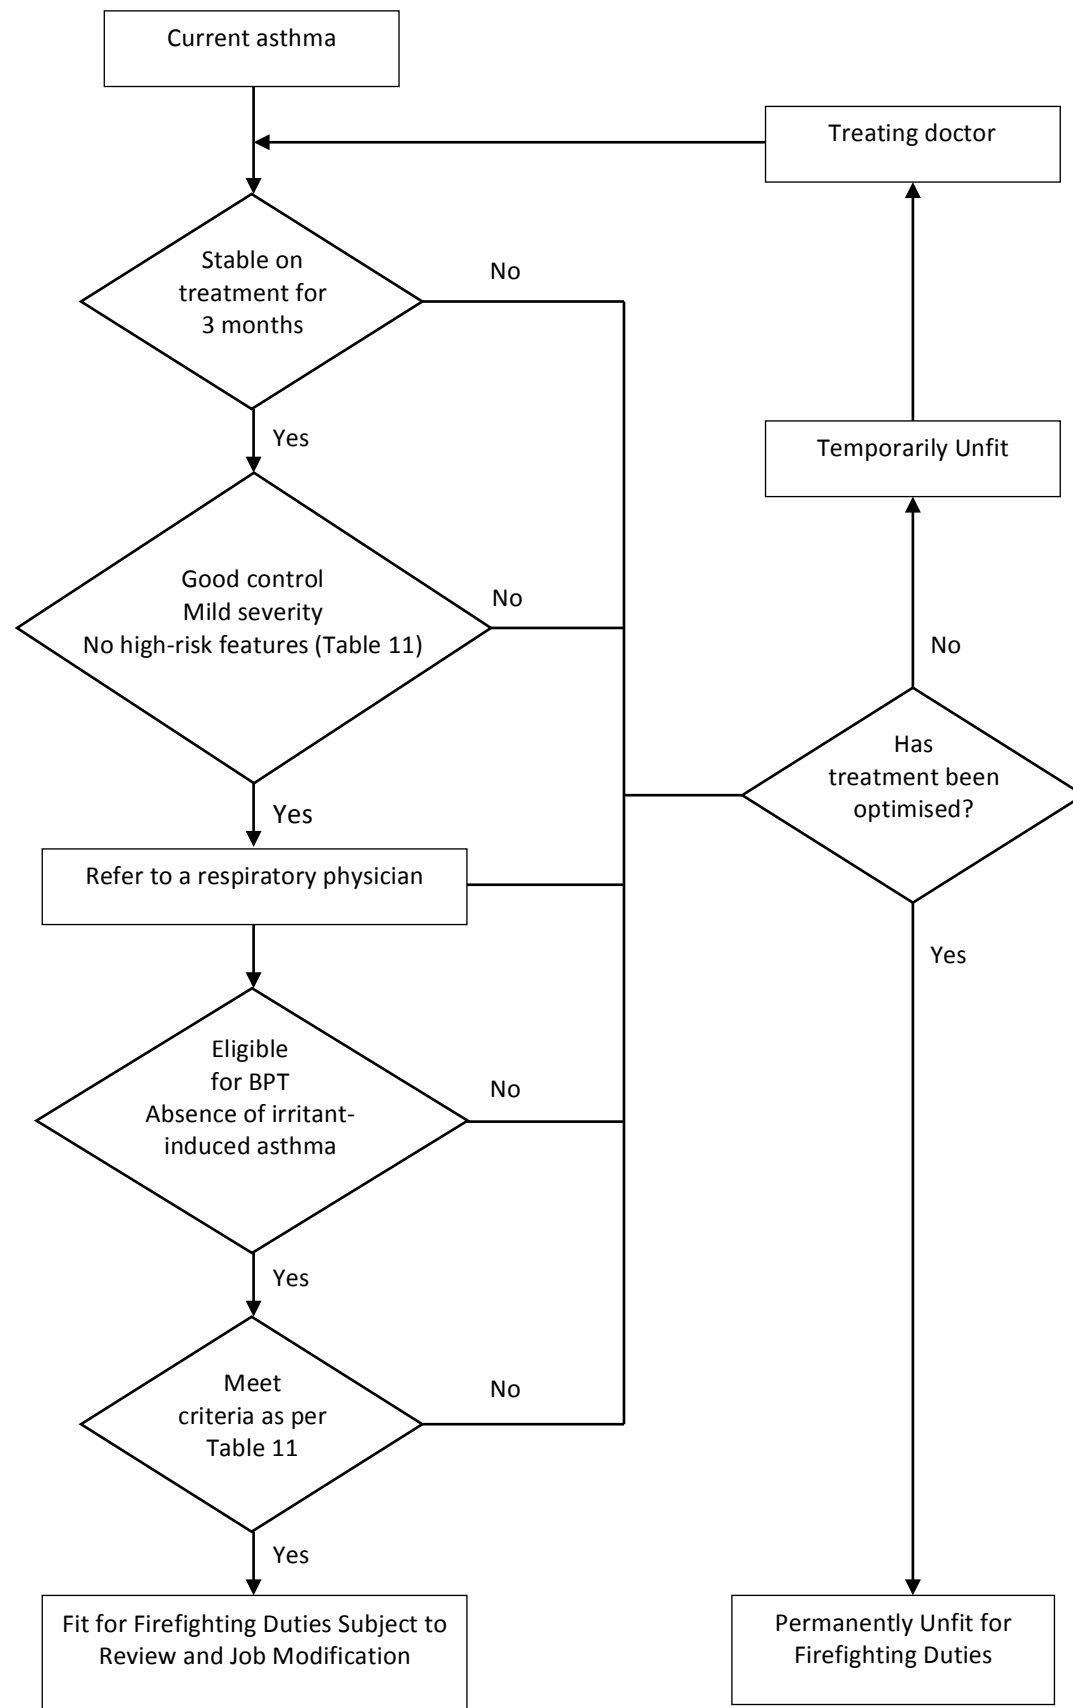 Current asthma
Treating doctor
Stable on
treatment for
3 months
No
Yes
Temporarily Unfit
Good control
Mild severity
No high-risk features (Table 11)
No
No
Has
treatment been
optimised?
Yes
Refer to a respiratory physician
Yes
Eligible
for BPT
Absence of irritant-
induced asthma
No
Yes
Meet
criteria as per
Table 11
No
Yes
Fit for Firefighting Duties Subject to
Review and Job Modification
Permanently Unfit for
Firefighting Duties